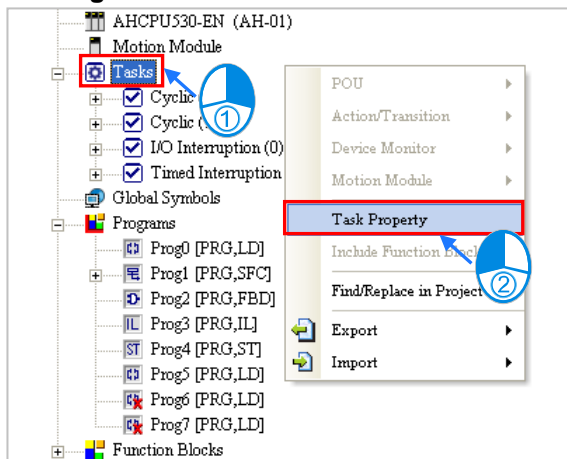 AHCPU530-EN (AH-01)
Motion Module
Tasks
Cyclic
Cyclic (
I/O Interruption (0)
Timed Interruption
Global Symbols
Programs
Prog0 [PRG,LD]
Prog1 [PRG,SFC]
Prog2 [PRG,FBD]
Prog3 [PRG,IL]
Prog4 [PRG,ST]
Prog5 [PRG,LD]
Prog6 [PRG,LD]
Prog7 [PRG,LD]
Function Blocks
①
POU
Action/Transition
Device Monitor
Motion Module
Task Property
Include Function Block
Find/Replace in Project
Export
Import
②